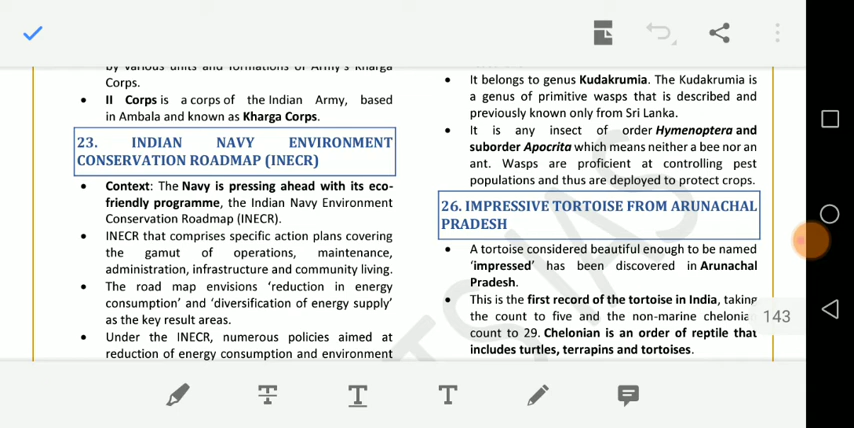 by various units and formations of Army's Kharga
Corps.
• II Corps is a corps of the Indian Army, based
in Ambala and known as Kharga Corps.
23. INDIAN NAVY ENVIRONMENT
CONSERVATION ROADMAP (INECR)
• Context: The Navy is pressing ahead with its eco-
friendly programme, the Indian Navy Environment
Conservation Roadmap (INECR).
• INECR that comprises specific action plans covering
the gamut of operations, maintenance,
administration, infrastructure and community living.
• The road map envisions 'reduction in energy
consumption' and 'diversification of energy supply'
as the key result areas.
• Under the INECR, numerous policies aimed at
reduction of energy consumption and environment
• It belongs to genus Kudakrumia. The Kudakrumia is
a genus of primitive wasps that is described and
previously known only from Sri Lanka.
• It is any insect of order Hymenoptera and
suborder Apocrita which means neither a bee nor an
ant. Wasps are proficient at controlling pest
populations and thus are deployed to protect crops.
26. IMPRESSIVE TORTOISE FROM ARUNACHAL
PRADESH
• A tortoise considered beautiful enough to be named
'impressed' has been discovered in Arunachal
Pradesh.
• This is the first record of the tortoise in India, taking
the count to five and the non-marine chelonian
count to 29. Chelonian is an order of reptile that
includes turtles, terrapins and tortoises.
143